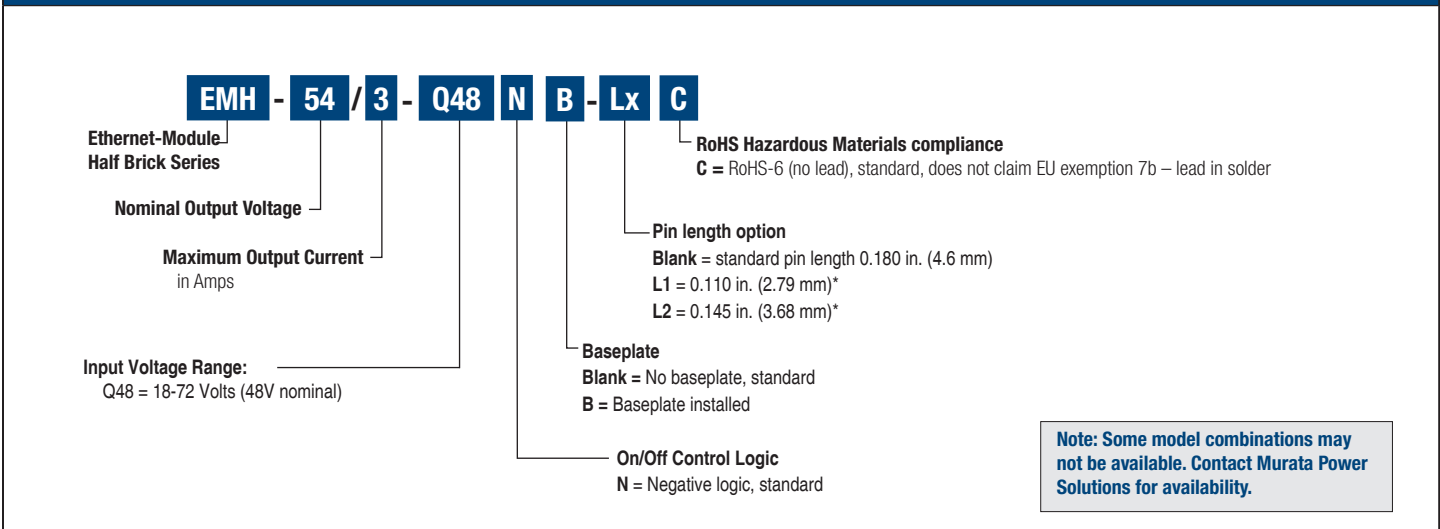 EMH - 54 / 3 - Q48 N B - Lx C
Ethernet-Module
Half Brick Series
RoHS Hazardous Materials compliance
C = RoHS-6 (no lead), standard, does not claim EU exemption 7b – lead in solder
Nominal Output Voltage
Pin length option
Blank = standard pin length 0.180 in. (4.6 mm)
L1 = 0.110 in. (2.79 mm)*
L2 = 0.145 in. (3.68 mm)*
Maximum Output Current
in Amps
Input Voltage Range:
Q48 = 18-72 Volts (48V nominal)
Baseplate
Blank = No baseplate, standard
B = Baseplate installed
On/Off Control Logic
N = Negative logic, standard
Note: Some model combinations may
not be available. Contact Murata Power
Solutions for availability.